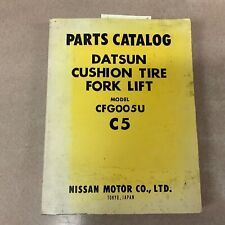 PARTS CATALOG
DATSUN
CUSHION TIRE
FORK LIFT
MODEL
CFG005U
C5
NISSAN MOTOR CO., LTD.
TOKYO, JAPAN